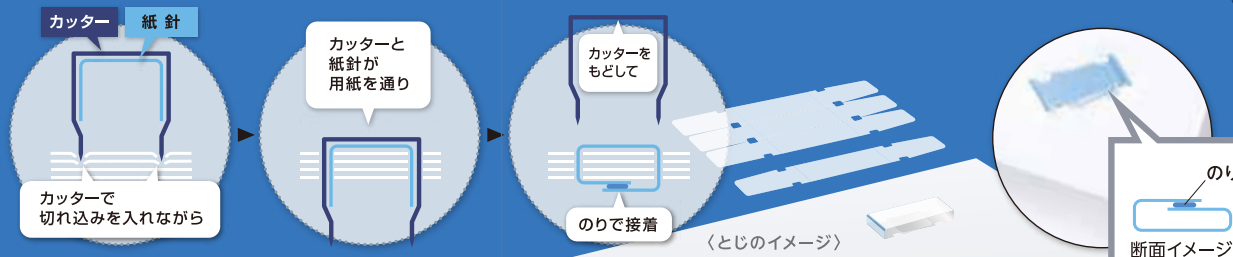 カッター
紙針
カッターで
切れ込みを入れながら
カッターと
紙針が
用紙を通り
カッターを
もどして
のりで接着
〈とじのイメージ〉
のり
断面イメージ